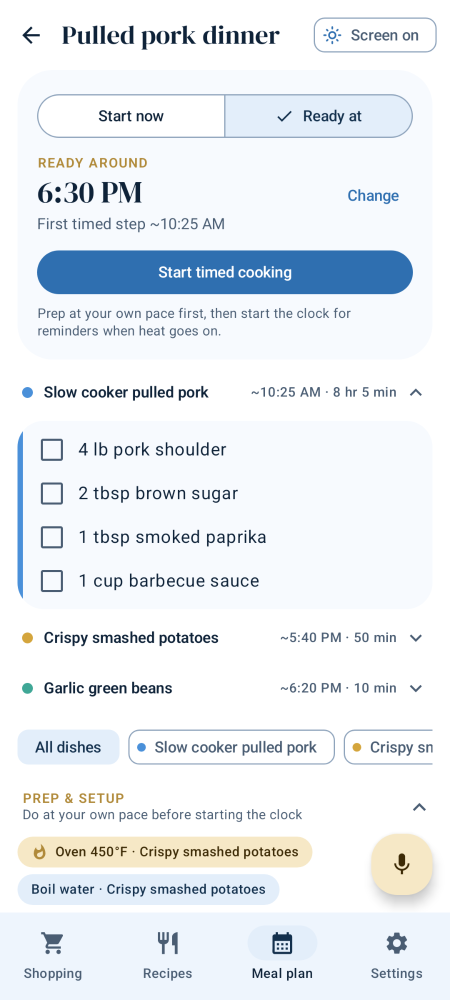 Pulled pork dinner
Screen on
Start now
Ready at
READY AROUND
6:30 PM
Change
First timed step ~10:25 AM
Start timed cooking
Prep at your own pace first, then start the clock for
reminders when heat goes on.
Slow cooker pulled pork
~10:25 AM · 8 hr 5 min
4 lb pork shoulder
2 tbsp brown sugar
1 tbsp smoked paprika
1 cup barbecue sauce
Crispy smashed potatoes
~5:40 PM · 50 min
Garlic green beans
~6:20 PM · 10 min
All dishes
Slow cooker pulled pork
Crispy sm
PREP & SETUP
Do at your own pace before starting the clock
Oven 450°F · Crispy smashed potatoes
Boil water · Crispy smashed potatoes
Shopping
Recipes
Meal plan
Settings